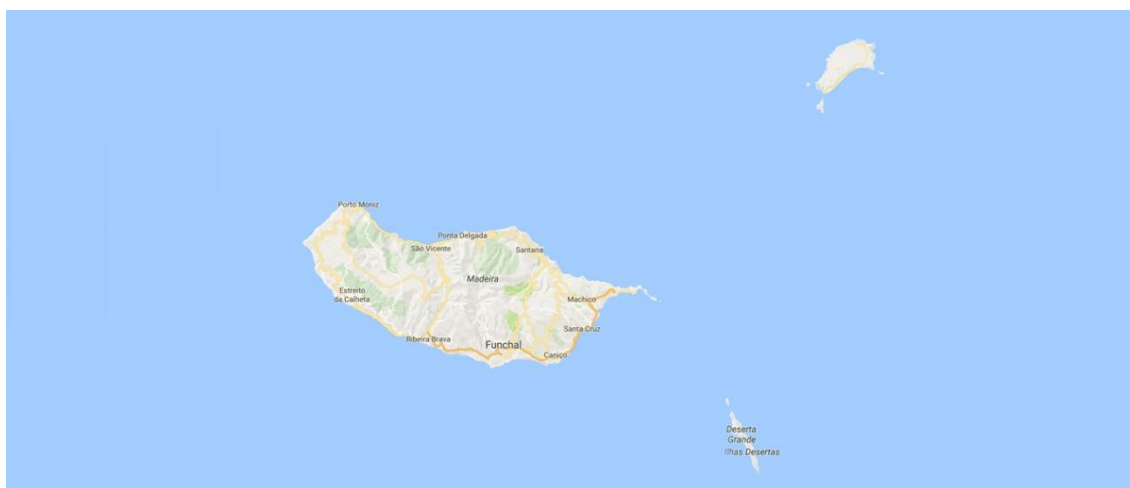 Porto Moniz
Ponta Delgada
São Vicente
Santana
Madeira
Estreito
da Calheta
Machico
Santa Cruz
Ribeira Brava
Funchal
Caniço
Deserta
Grande
Ilhas Desertas